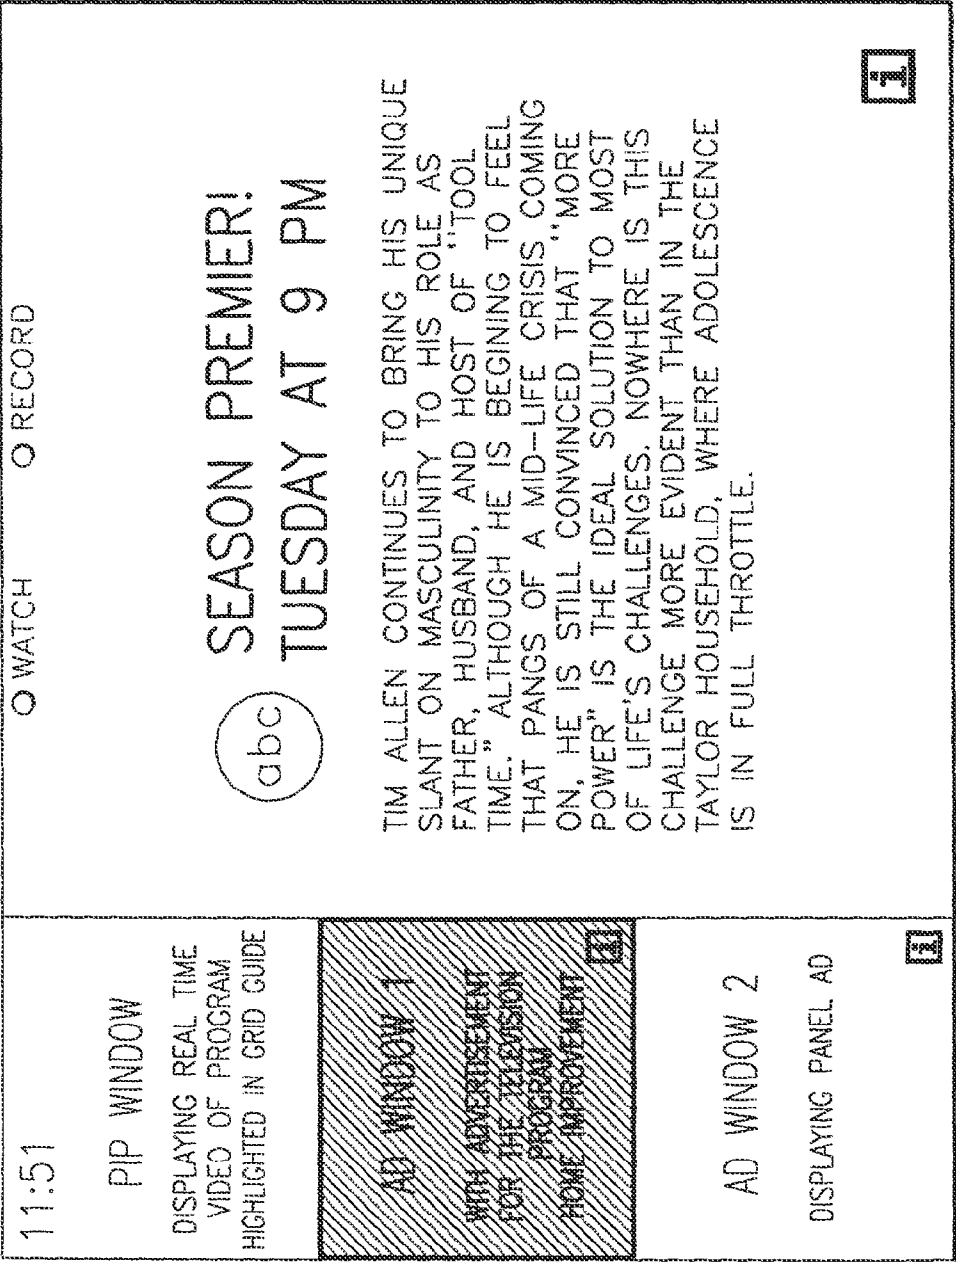 11:51
PIP WINDOW
DISPLAYING REAL TIME
VIDEO OF PROGRAM
HIGHLIGHTED IN GRID GUIDE
AD WINDOW 1
WITH ADVERTISEMENT
FOR THE TELEVISION
PROGRAM
HOME IMPROVEMENT
i
AD WINDOW 2
DISPLAYING PANEL AD
i
O WATCH O RECORD
abc
SEASON PREMIER!
TUESDAY AT 9 PM
TIM ALLEN CONTINUES TO BRING HIS UNIQUE
SLANT ON MASCULINITY TO HIS ROLE AS
FATHER, HUSBAND, AND HOST OF "TOOL
TIME." ALTHOUGH HE IS BEGINING TO FEEL
THAT PANGS OF A MID-LIFE CRISIS COMING
ON, HE IS STILL CONVINCED THAT "MORE
POWER" IS THE IDEAL SOLUTION TO MOST
OF LIFE'S CHALLENGES. NOWHERE IS THIS
CHALLENGE MORE EVIDENT THAN IN THE
TAYLOR HOUSEHOLD, WHERE ADOLESCENCE
IS IN FULL THROTTLE.
i